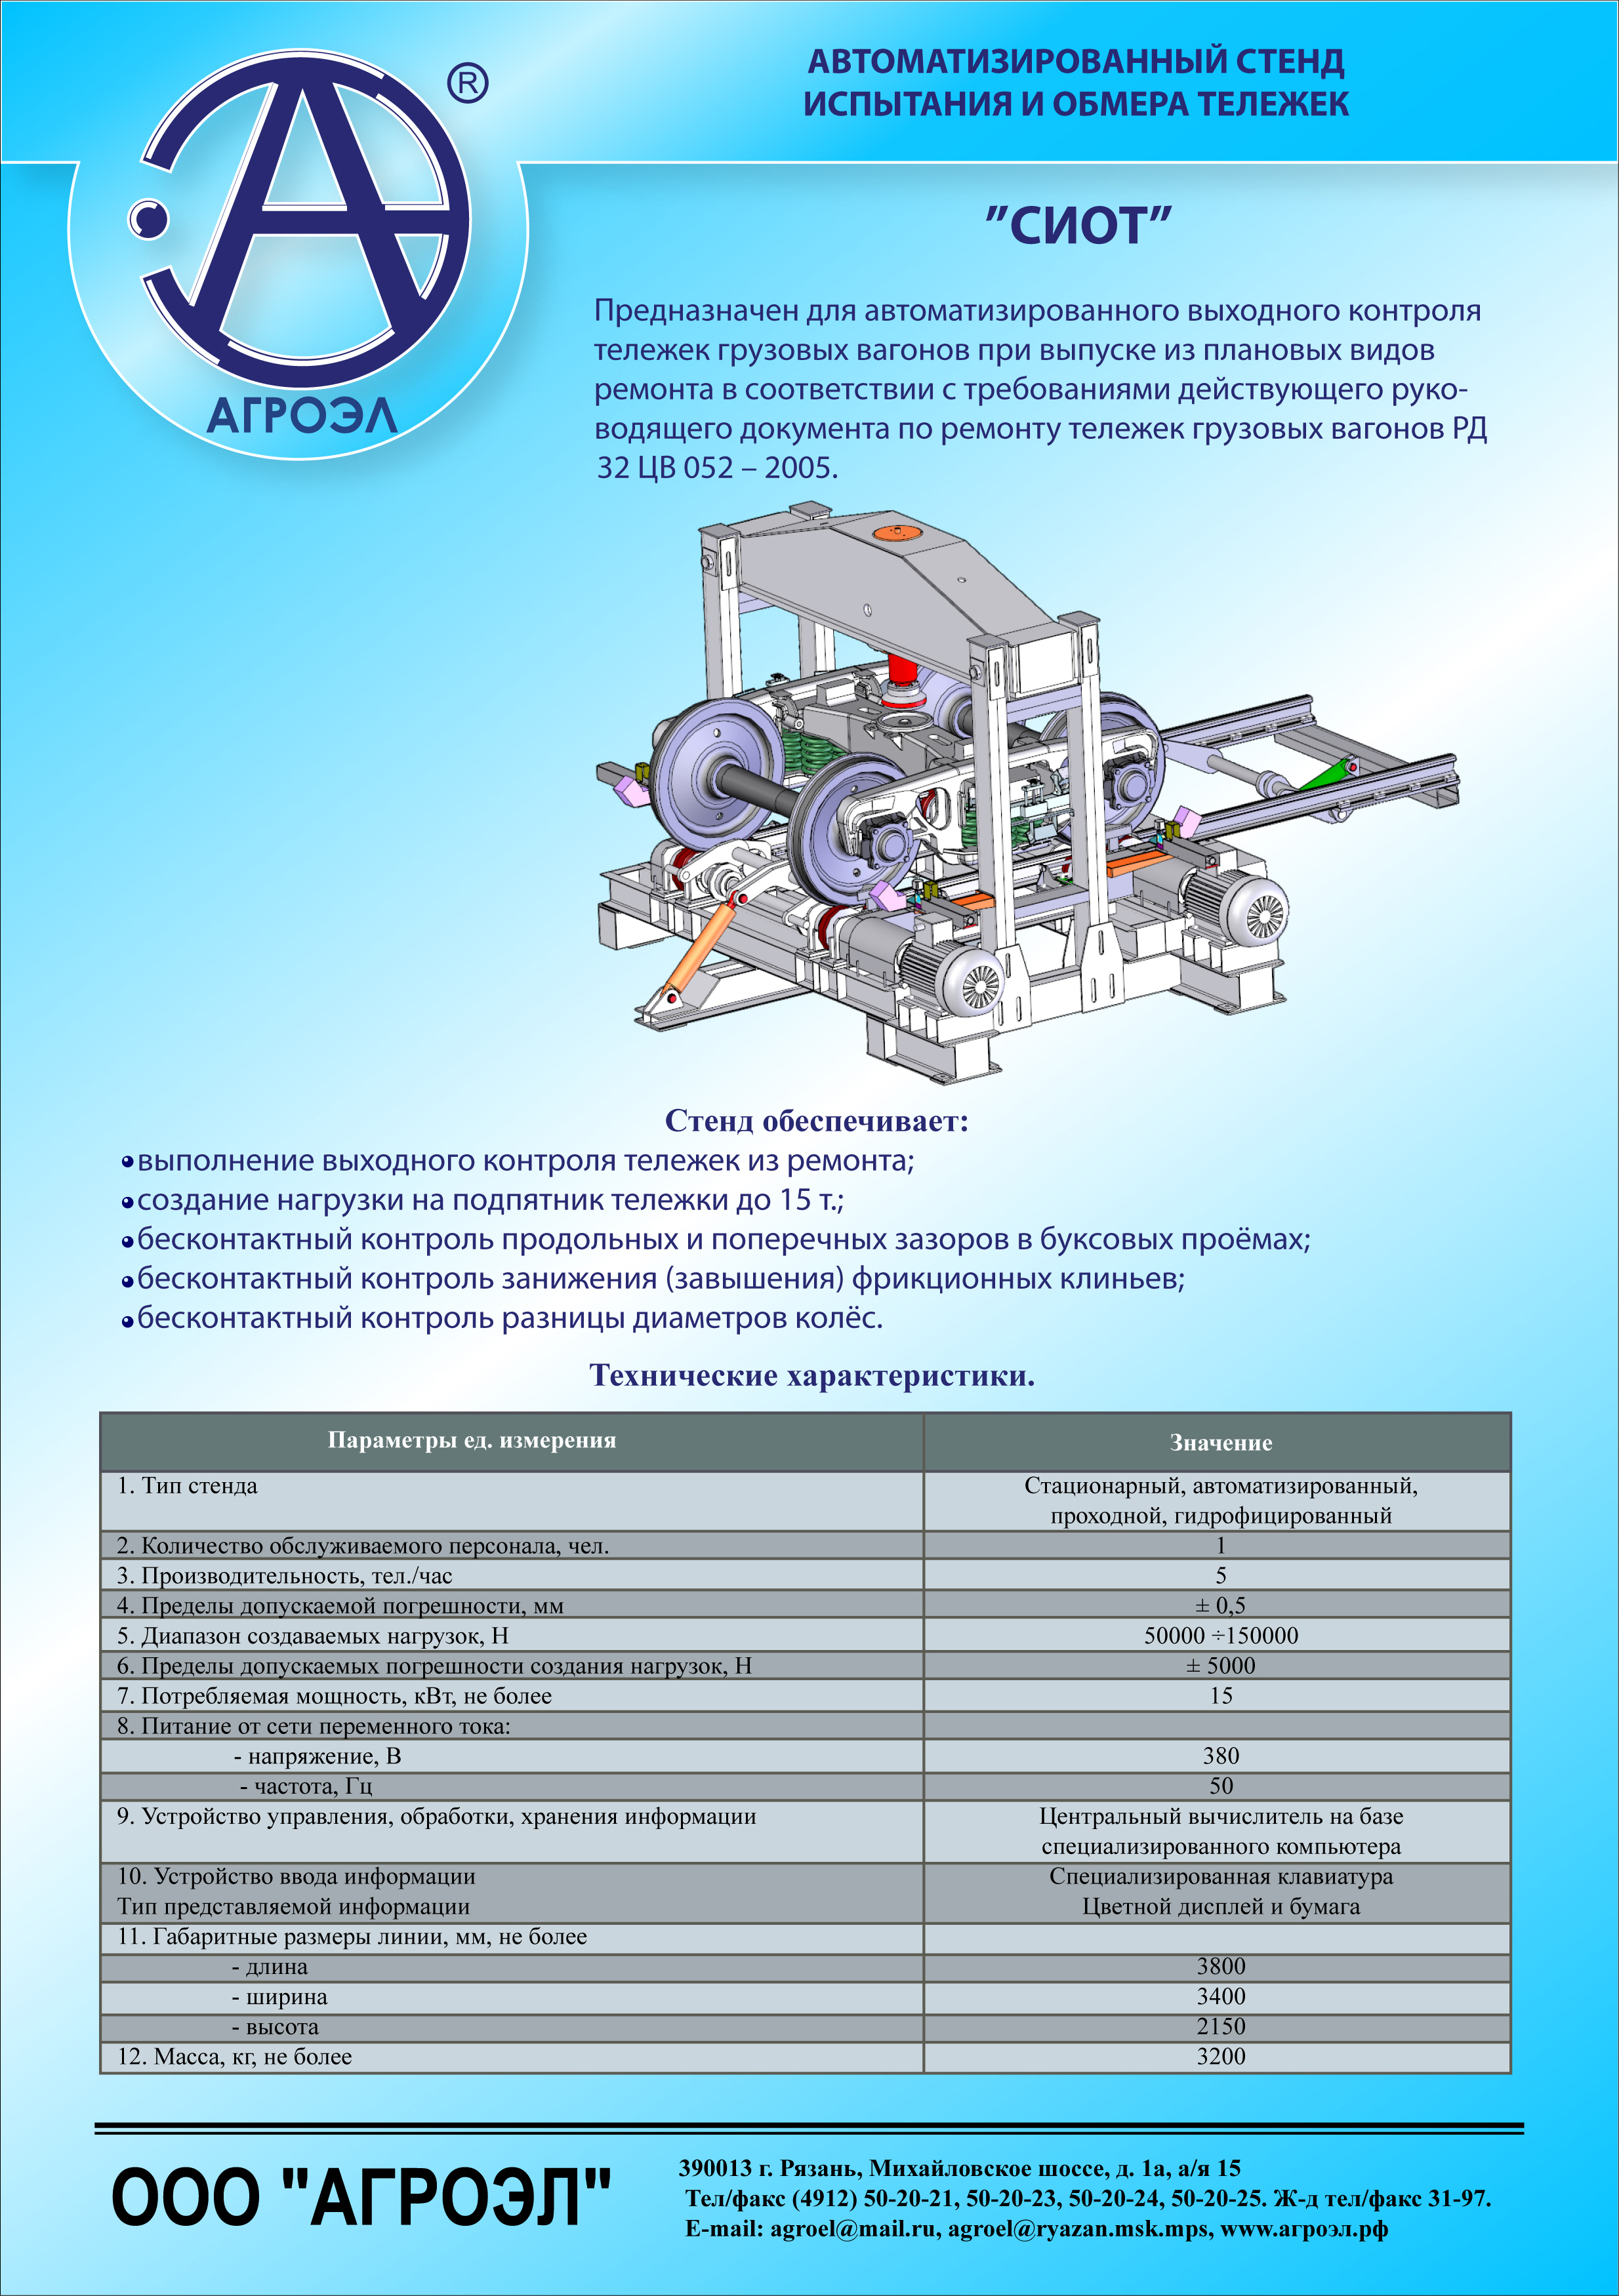 ®
АВТОМАТИЗИРОВАННЫЙ СТЕНД
ИСПЫТАНИЯ И ОБМЕРА ТЕЛЕЖЕК
АГРОЭЛ
”СИОТ”
Предназначен для автоматизированного выходного контроля
тележек грузовых вагонов при выпуске из плановых видов
ремонта в соответствии с требованиями действующего руко-
водящего документа по ремонту тележек грузовых вагонов РД
32 ЦВ 052 – 2005.
Стенд обеспечивает:
выполнение выходного контроля тележек из ремонта;
создание нагрузки на подпятник тележки до 15 т.;
бесконтактный контроль продольных и поперечных зазоров в буксовых проёмах;
бесконтактный контроль занижения (завышения) фрикционных клиньев;
бесконтактный контроль разницы диаметров колёс.
Технические характеристики.
Параметры ед. измерения Значение
1. Тип стенда Стационарный, автоматизированный,
проходной, гидрофицированный
2. Количество обслуживаемого персонала, чел. 1
3. Производительность, тел./час 5
4. Пределы допускаемой погрешности, мм ± 0,5
5. Диапазон создаваемых нагрузок, Н 50000 ÷150000
6. Пределы допускаемых погрешности создания нагрузок, Н ± 5000
7. Потребляемая мощность, кВт, не более 15
8. Питание от сети переменного тока:
- напряжение, В 380
- частота, Гц 50
9. Устройство управления, обработки, хранения информации Центральный вычислитель на базе
специализированного компьютера
10. Устройство ввода информации Специализированная клавиатура
Тип представляемой информации Цветной дисплей и бумага
11. Габаритные размеры линии, мм, не более
- длина 3800
- ширина 3400
- высота 2150
12. Масса, кг, не более 3200
ООО "АГРОЭЛ"
390013 г. Рязань, Михайловское шоссе, д. 1а, а/я 15
Тел/факс (4912) 50-20-21, 50-20-23, 50-20-24, 50-20-25. Ж-д тел/факс 31-97.
E-mail: agroel@mail.ru, agroel@ryazan.msk.mps, www.агроэл.рф